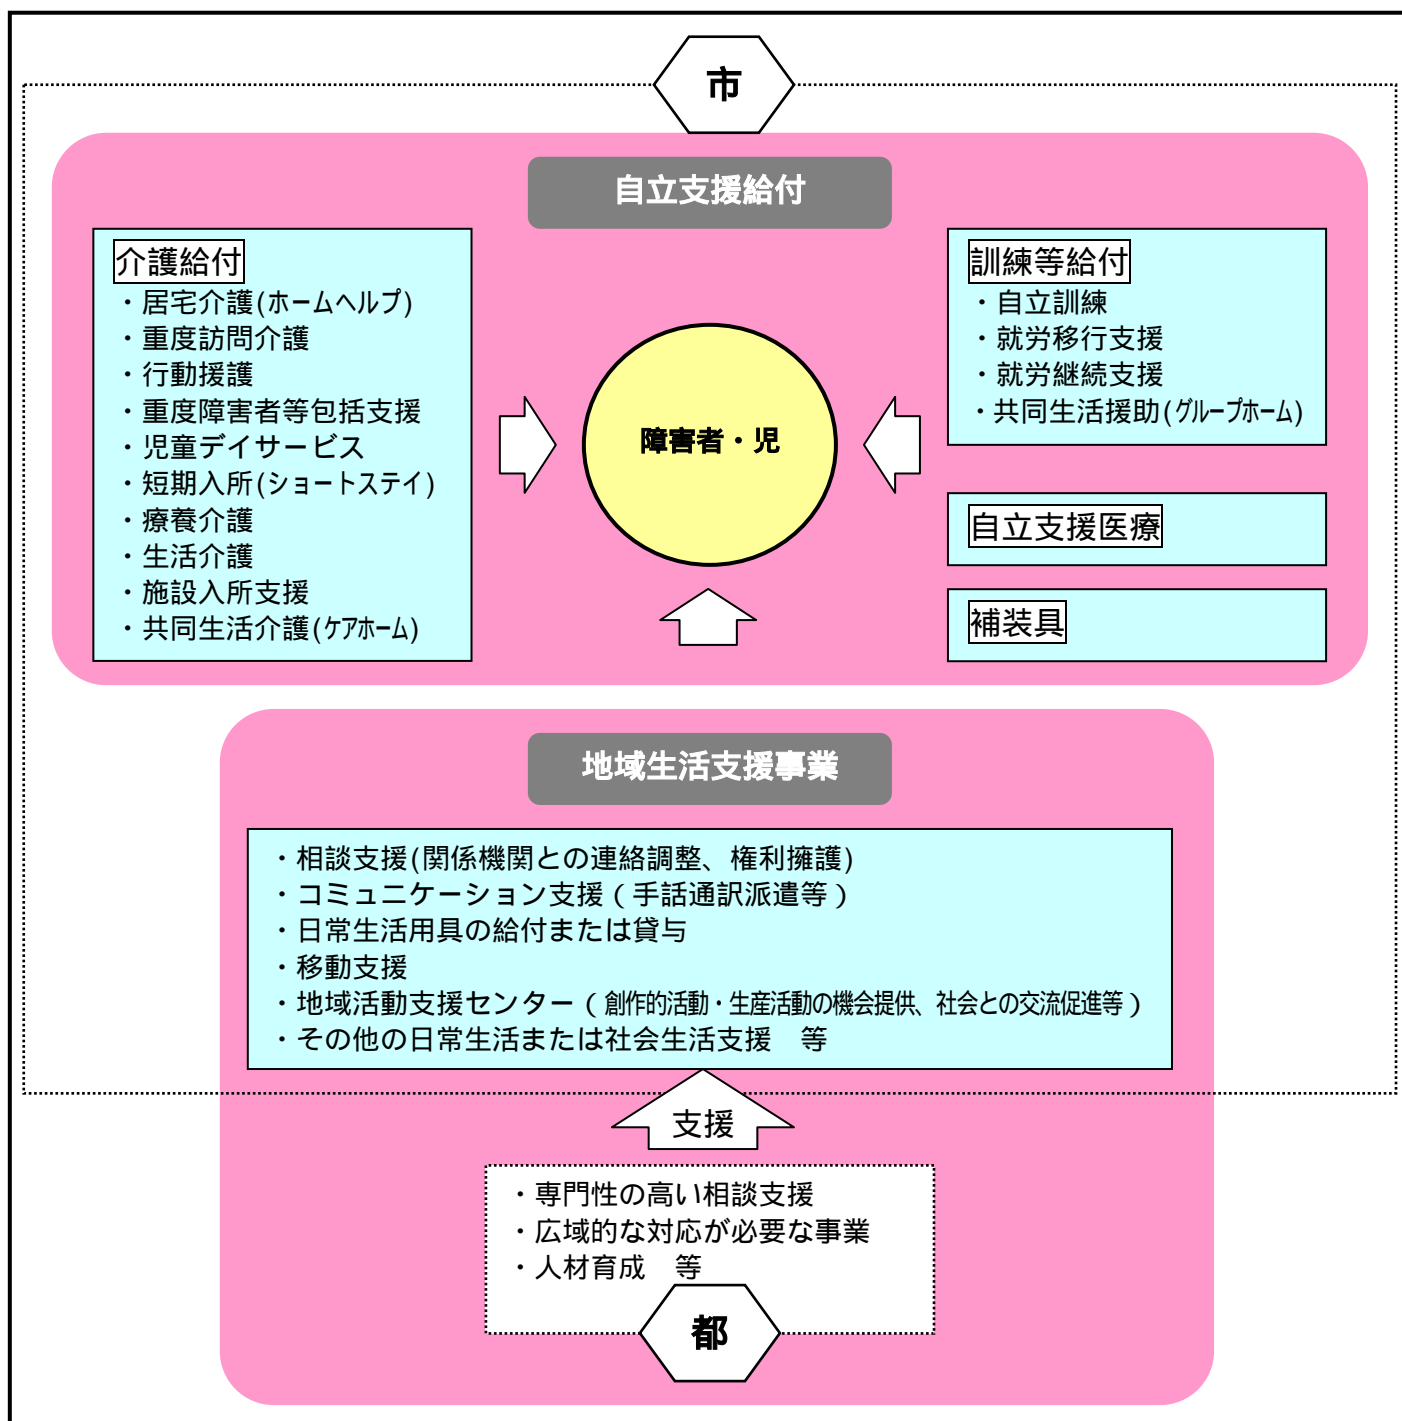 市
自立支援給付
介護給付
・居宅介護(ホームヘルプ)
・重度訪問介護
・行動援護
・重度障害者等包括支援
・児童デイサービス
・短期入所(ショートステイ)
・療養介護
・生活介護
・施設入所支援
・共同生活介護(ケアホーム)
障害者・児
訓練等給付
・自立訓練
・就労移行支援
・就労継続支援
・共同生活援助(グループホーム)
自立支援医療
補装具
地域生活支援事業
・相談支援(関係機関との連絡調整、権利擁護)
・コミュニケーション支援（手話通訳派遣等）
・日常生活用具の給付または貸与
・移動支援
・地域活動支援センター（創作的活動・生産活動の機会提供、社会との交流促進等）
・その他の日常生活または社会生活支援　等
支援
・専門性の高い相談支援
・広域的な対応が必要な事業
・人材育成　等
都